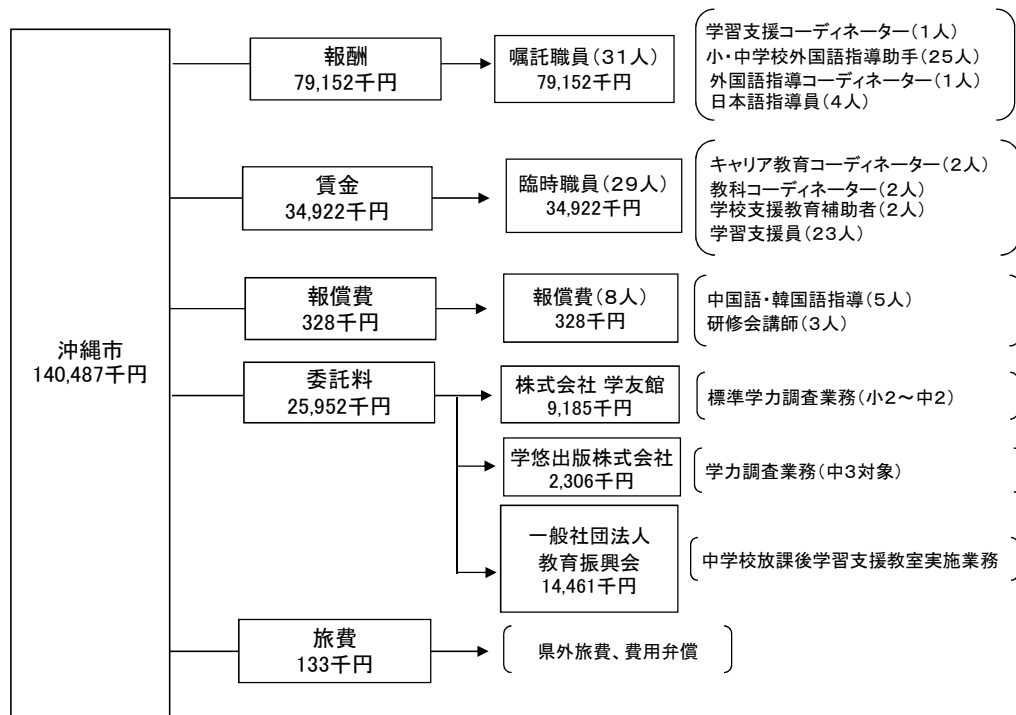 沖縄市
140,487千円
報酬
79,152千円
嘱託職員(31人)
79,152千円
学習支援コーディネーター(1人)
小・中学校外国語指導助手(25人)
外国語指導コーディネーター(1人)
日本語指導員(4人)
賃金
34,922千円
臨時職員(29人)
34,922千円
キャリア教育コーディネーター(2人)
教科コーディネーター(2人)
学校支援教育補助者(2人)
学習支援員(23人)
報償費
328千円
報償費(8人)
328千円
中国語・韓国語指導(5人)
研修会講師(3人)
委託料
25,952千円
株式会社 学友館
9,185千円
標準学力調査業務(小2～中2)
学悠出版株式会社
2,306千円
学力調査業務(中3対象)
一般社団法人
教育振興会
14,461千円
中学校放課後学習支援教室実施業務
旅費
133千円
県外旅費、費用弁償